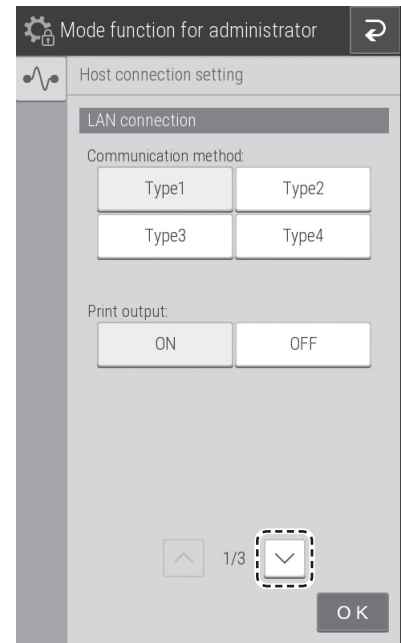 Mode function for administrator
Host connection setting
LAN connection
Communication method:
Type1 Type2
Type3 Type4
Print output:
ON OFF
1/3
OK